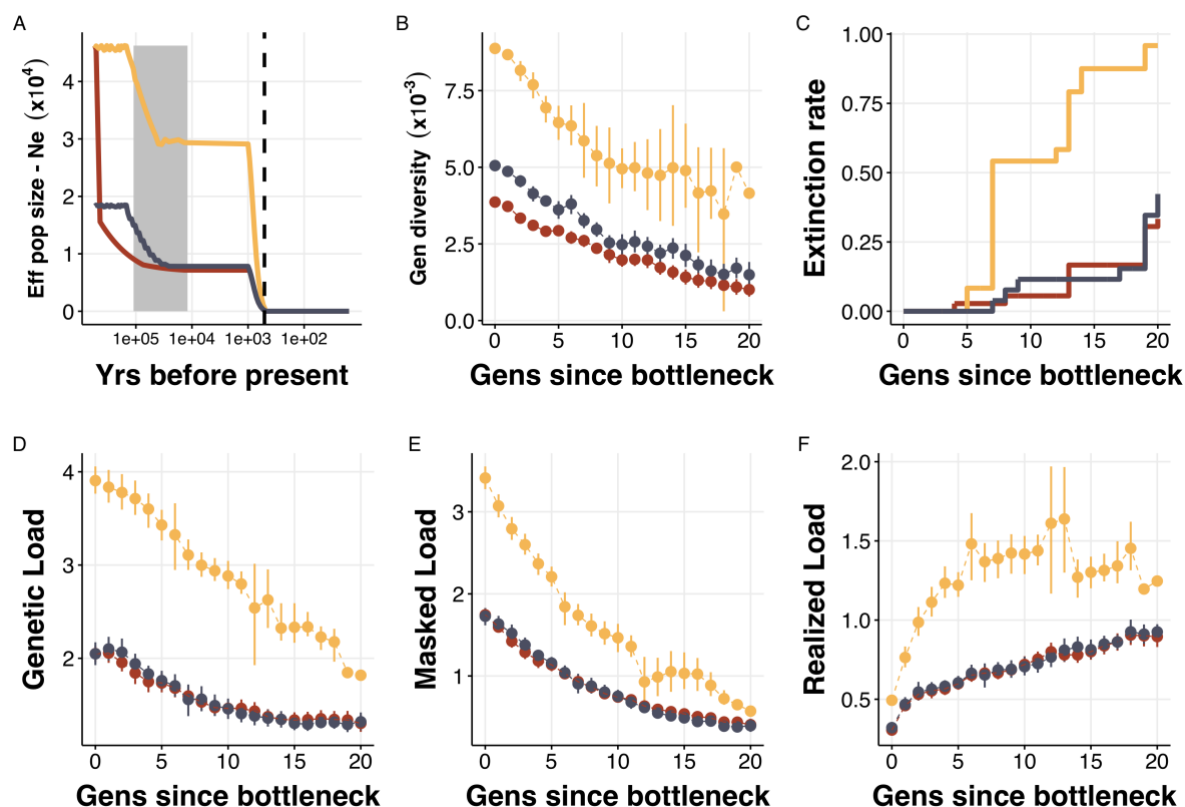 A
Eff pop size - Ne (x10⁴)
4
3
2
1
0
1e+05 1e+04 1e+03 1e+02
Yrs before present
B
Gen diversity (x10⁻³)
7.5
5.0
2.5
0.0
0 5 10 15 20
Gens since bottleneck
C
Extinction rate
1.00
0.75
0.50
0.25
0.00
0 5 10 15 20
Gens since bottleneck
D
Genetic Load
4
3
2
0 5 10 15 20
Gens since bottleneck
E
Masked Load
3
2
1
0 5 10 15 20
Gens since bottleneck
F
Realized Load
2.0
1.5
1.0
0.5
0 5 10 15 20
Gens since bottleneck